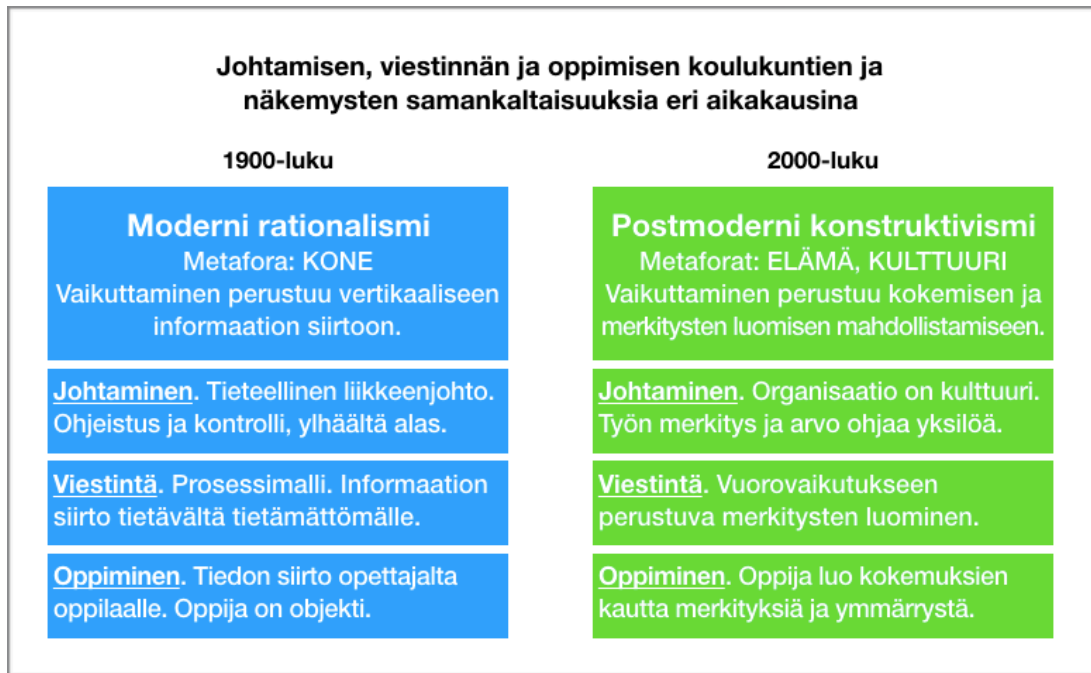 Johtamisen, viestinnän ja oppimisen koulukuntien ja
näkemysten samankaltaisuuksia eri aikakausina
1900-luku
Moderni rationalismi
Metafora: KONE
Vaikuttaminen perustuu vertikaaliseen
informaation siirtoon.
Johtaminen. Tieteellinen liikkeenjohto.
Ohjeistus ja kontrolli, ylhäältä alas.
Viestintä. Prosessimalli. Informaation
siirto tietävältä tietämättömälle.
Oppiminen. Tiedon siirto opettajalta
oppilaalle. Oppija on objekti.
2000-luku
Postmoderni konstruktivismi
Metaforat: ELÄMÄ, KULTTUURI
Vaikuttaminen perustuu kokemisen ja
merkitysten luomisen mahdollistamiseen.
Johtaminen. Organisaatio on kulttuuri.
Työn merkitys ja arvo ohjaa yksilöä.
Viestintä. Vuorovaikutukseen
perustuva merkitysten luominen.
Oppiminen. Oppija luo kokemuksien
kautta merkityksiä ja ymmärrystä.